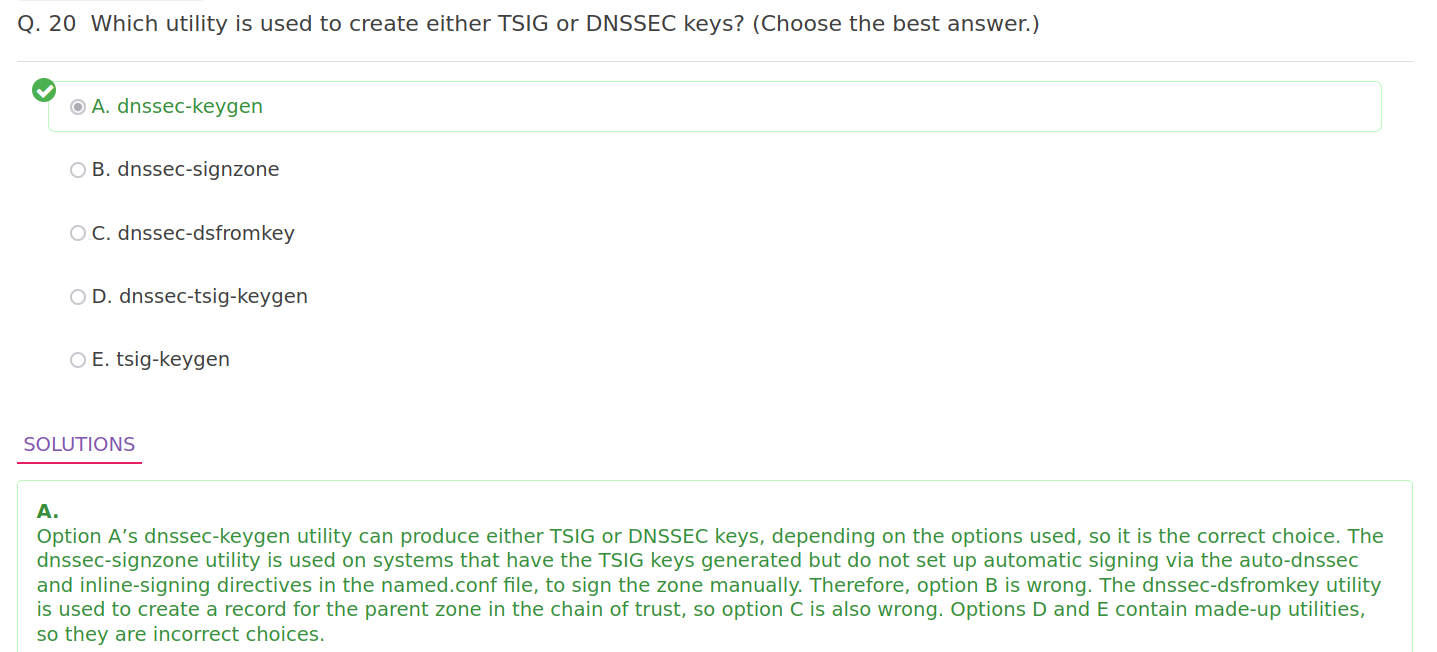 Q. 20 Which utility is used to create either TSIG or DNSSEC keys? (Choose the best answer.)
A. dnssec-keygen
B. dnssec-signzone
C. dnssec-dsfromkey
D. dnssec-tsig-keygen
E. tsig-keygen
SOLUTIONS
A.
Option A’s dnssec-keygen utility can produce either TSIG or DNSSEC keys, depending on the options used, so it is the correct choice. The
dnssec-signzone utility is used on systems that have the TSIG keys generated but do not set up automatic signing via the auto-dnssec
and inline-signing directives in the named.conf file, to sign the zone manually. Therefore, option B is wrong. The dnssec-dsfromkey utility
is used to create a record for the parent zone in the chain of trust, so option C is also wrong. Options D and E contain made-up utilities,
so they are incorrect choices.